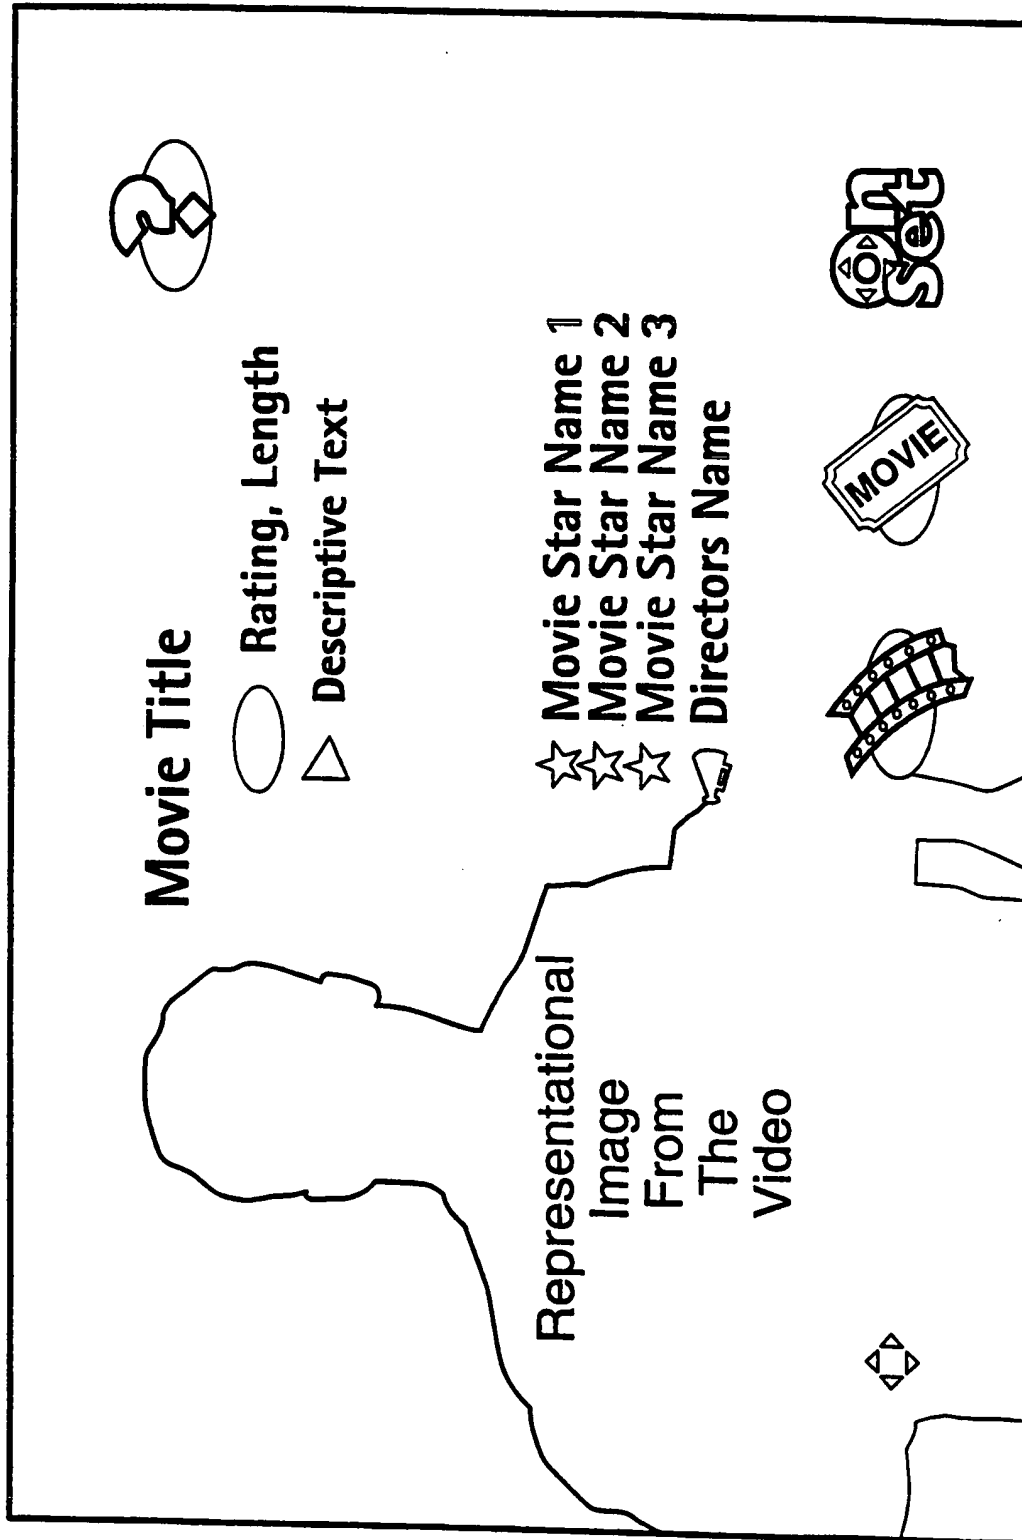 Movie Title
?
Rating, Length
Descriptive Text
Representational
Image
From
The
Video
Movie Star Name 1
Movie Star Name 2
Movie Star Name 3
Directors Name
MOVIE
on
set